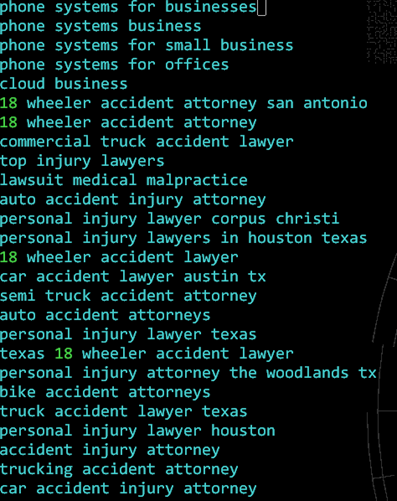 phone systems for businesses
phone systems business
phone systems for small business
phone systems for offices
cloud business
18 wheeler accident attorney san antonio
18 wheeler accident attorney
commercial truck accident lawyer
top injury lawyers
lawsuit medical malpractice
auto accident injury attorney
personal injury lawyer corpus christi
personal injury lawyers in houston texas
18 wheeler accident lawyer
car accident lawyer austin tx
semi truck accident attorney
auto accident attorneys
personal injury lawyer texas
texas 18 wheeler accident lawyer
personal injury attorney the woodlands tx
bike accident attorneys
truck accident lawyer texas
personal injury lawyer houston
accident injury attorney
trucking accident attorney
car accident injury attorney